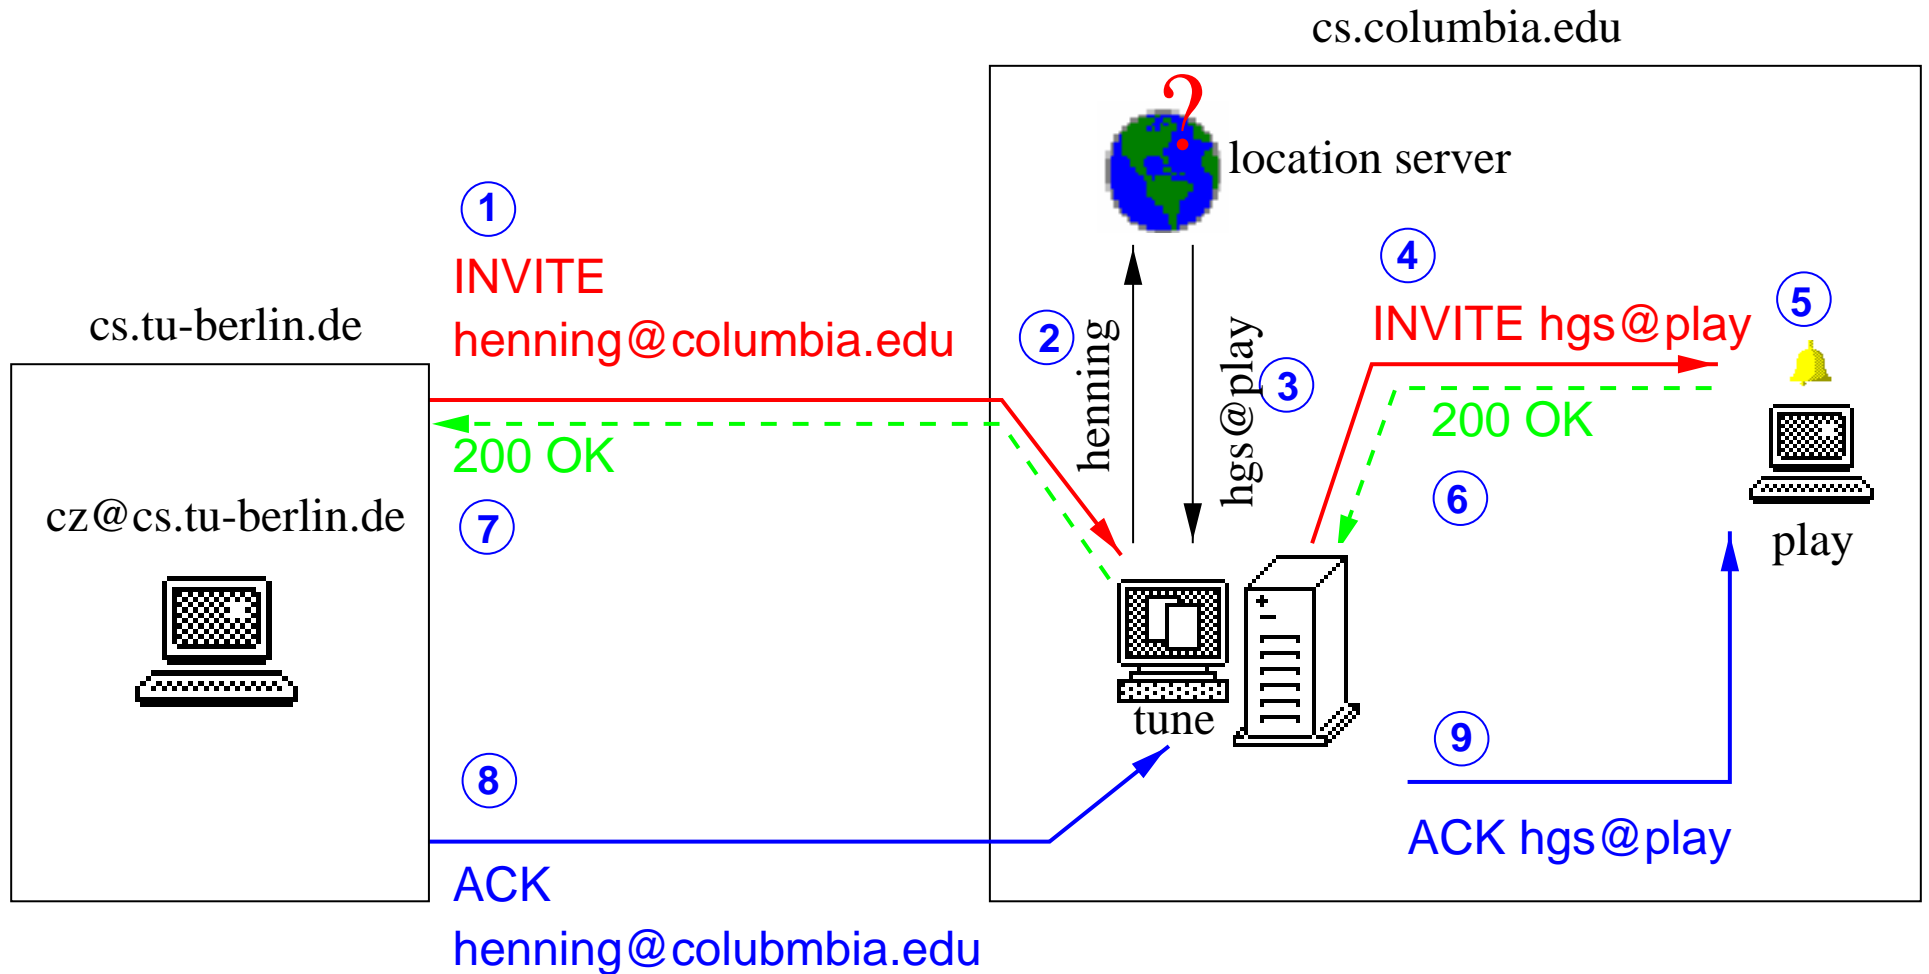 cs.columbia.edu
location server
1
INVITE
henning@columbia.edu
cs.tu-berlin.de
2
henning
hgs@play
3
4
INVITE hgs@play
5
200 OK
200 OK
6
7
cz@cs.tu-berlin.de
play
tune
8
9
ACK hgs@play
ACK
henning@colubmbia.edu
?